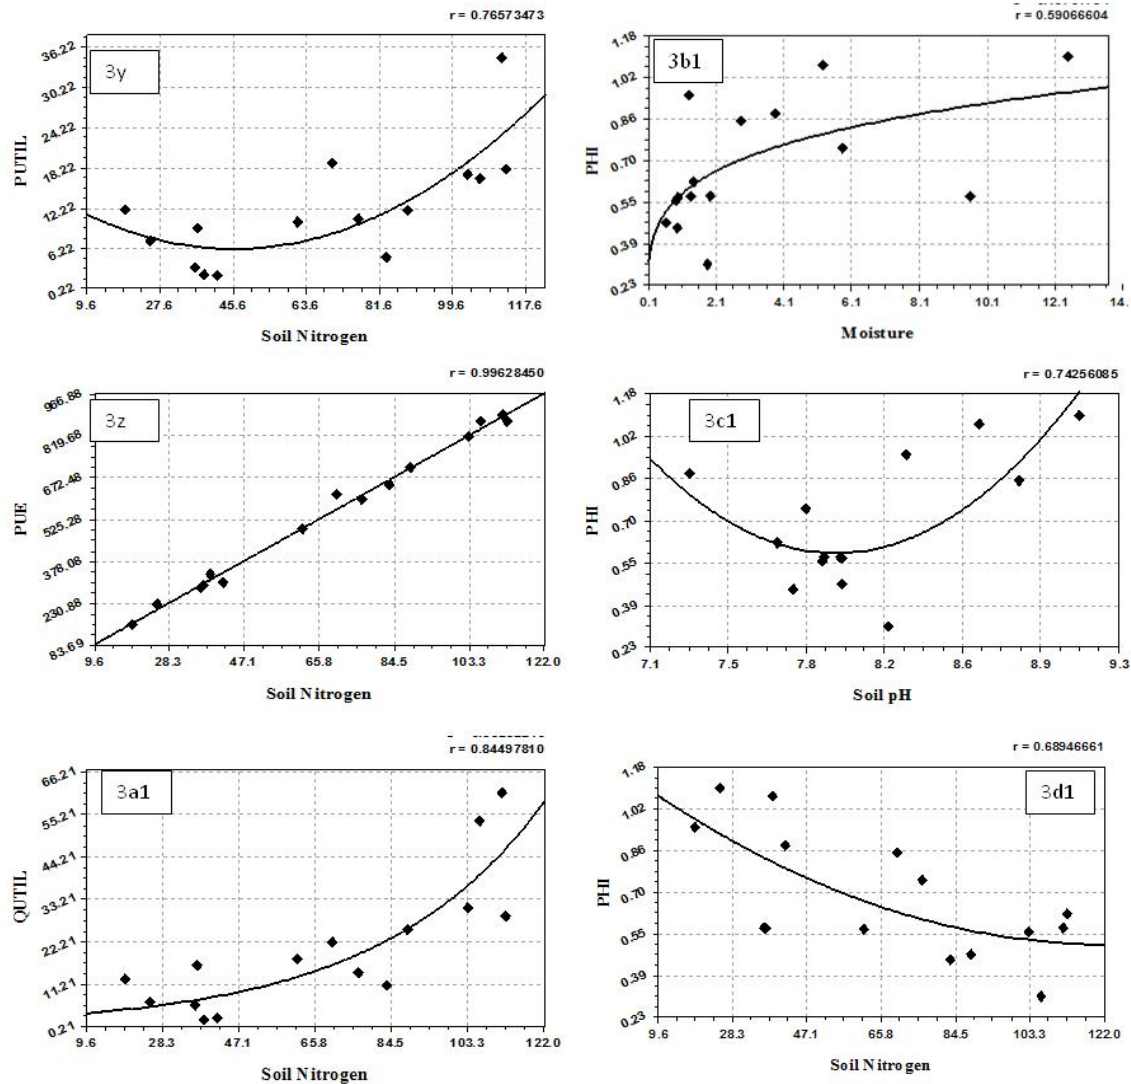 r = 0.76573473
3y
36.22
30.22
24.22
18.22
12.22
6.22
0.22
PUTIL
9.6 27.6 45.6 63.6 81.6 99.6 117.6
Soil Nitrogen
r = 0.59066604
3b1
1.18
1.02
0.86
0.70
0.55
0.39
0.23
PHI
0.1 2.1 4.1 6.1 8.1 10.1 12.1 14.
Moisture
r = 0.99628450
3z
966.88
819.68
672.48
525.28
378.08
230.88
83.69
PUE
9.6 28.3 47.1 65.8 84.5 103.3 122.0
Soil Nitrogen
r = 0.74256085
3c1
1.18
1.02
0.86
0.70
0.55
0.39
0.23
PHI
7.1 7.5 7.8 8.2 8.6 8.9 9.3
Soil pH
r = 0.84497810
3a1
66.21
55.21
44.21
33.21
22.21
11.21
0.21
QUTIL
9.6 28.3 47.1 65.8 84.5 103.3 122.0
Soil Nitrogen
r = 0.68946661
3d1
1.18
1.02
0.86
0.70
0.55
0.39
0.23
PHI
9.6 28.3 47.1 65.8 84.5 103.3 122.0
Soil Nitrogen